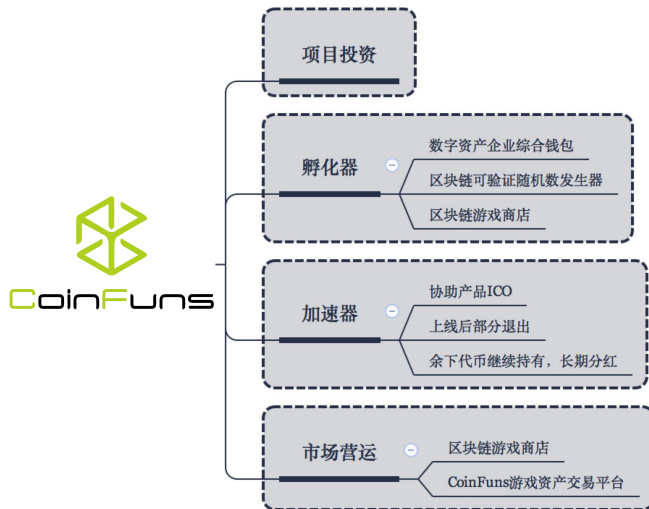 CoinFuns
项目投资
孵化器
数字资产企业综合钱包
区块链可验证随机数发生器
区块链游戏商店
加速器
协助产品ICO
上线后部分退出
余下代币继续持有，长期分红
市场营运
区块链游戏商店
CoinFuns游戏资产交易平台